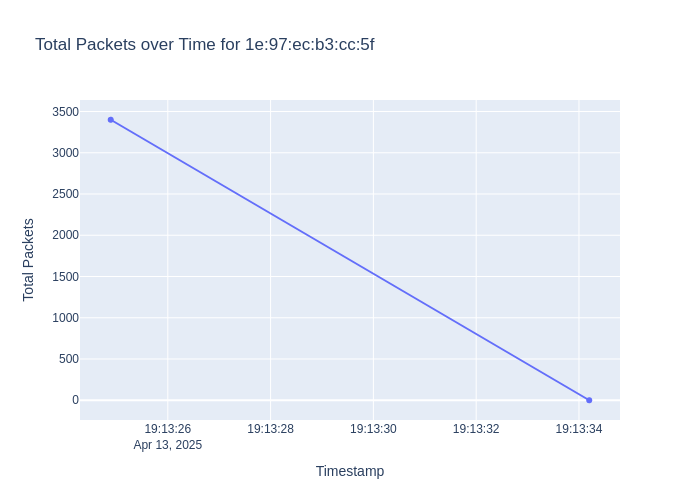 Total Packets over Time for 1e:97:ec:b3:cc:5f
Total Packets
3500
3000
2500
2000
1500
1000
500
0
19:13:26 19:13:28 19:13:30 19:13:32 19:13:34
Apr 13, 2025
Timestamp